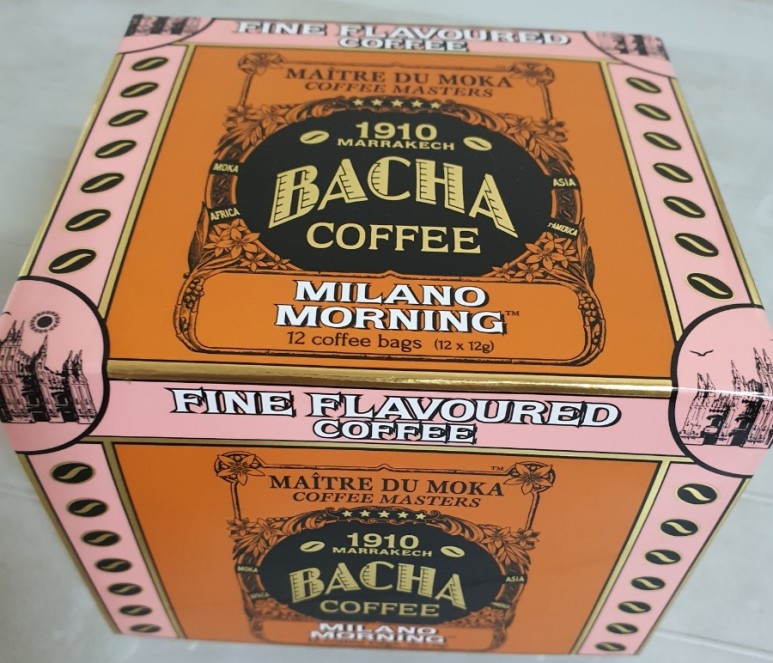 FINE FLAVOURED
COFFEE
MAÎTRE DU MOKA
COFFEE MASTERS
1910
MARRAKECH
MOKA
ASIA
BACHA
AFRICA
AMERICA
COFFEE
MILANO
MORNING™
12 coffee bags (12 x 12g)
FINE FLAVOURED
COFFEE
TM
MAÎTRE DU MOKA
COFFEE MASTERS
1910
MARRAKECH
MOKA
ASIA
BACHA
AFRICA
COFFEE
MILANO
MORNING